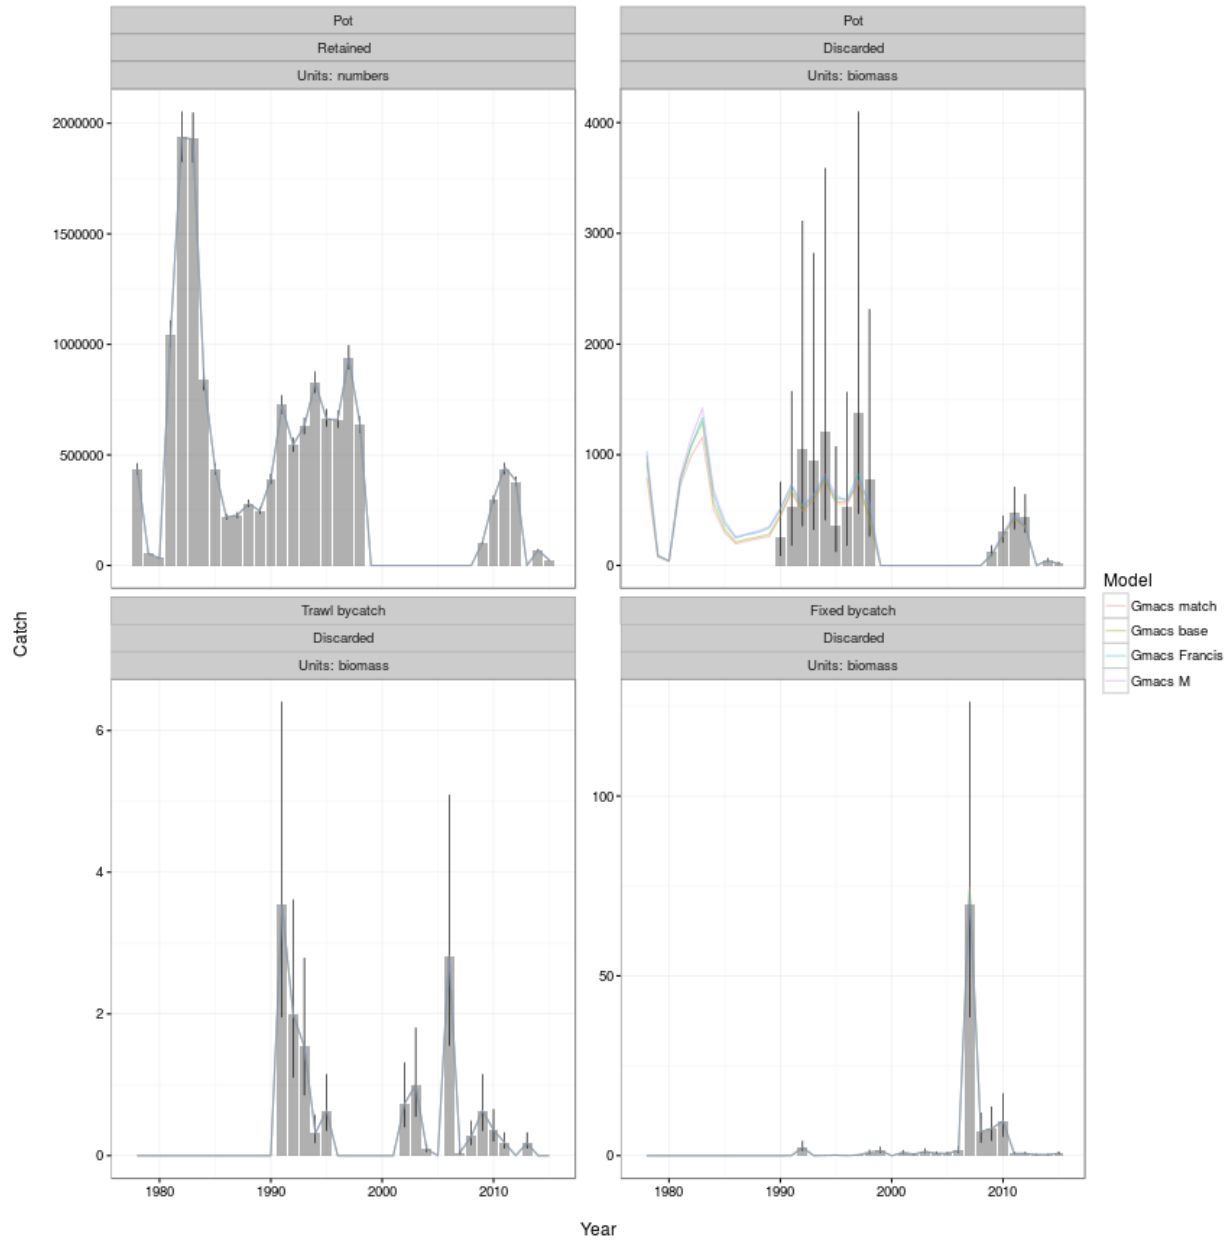 Pot
Retained
Units: numbers
2000000
1500000
1000000
500000
0
Pot
Discarded
Units: biomass
4000
3000
2000
1000
0
Trawl bycatch
Discarded
Units: biomass
6
4
2
0
1980 1990 2000 2010
Fixed bycatch
Discarded
Units: biomass
100
50
0
1980 1990 2000 2010
Catch
Year
Model
Gmacs match
Gmacs base
Gmacs Francis
Gmacs M